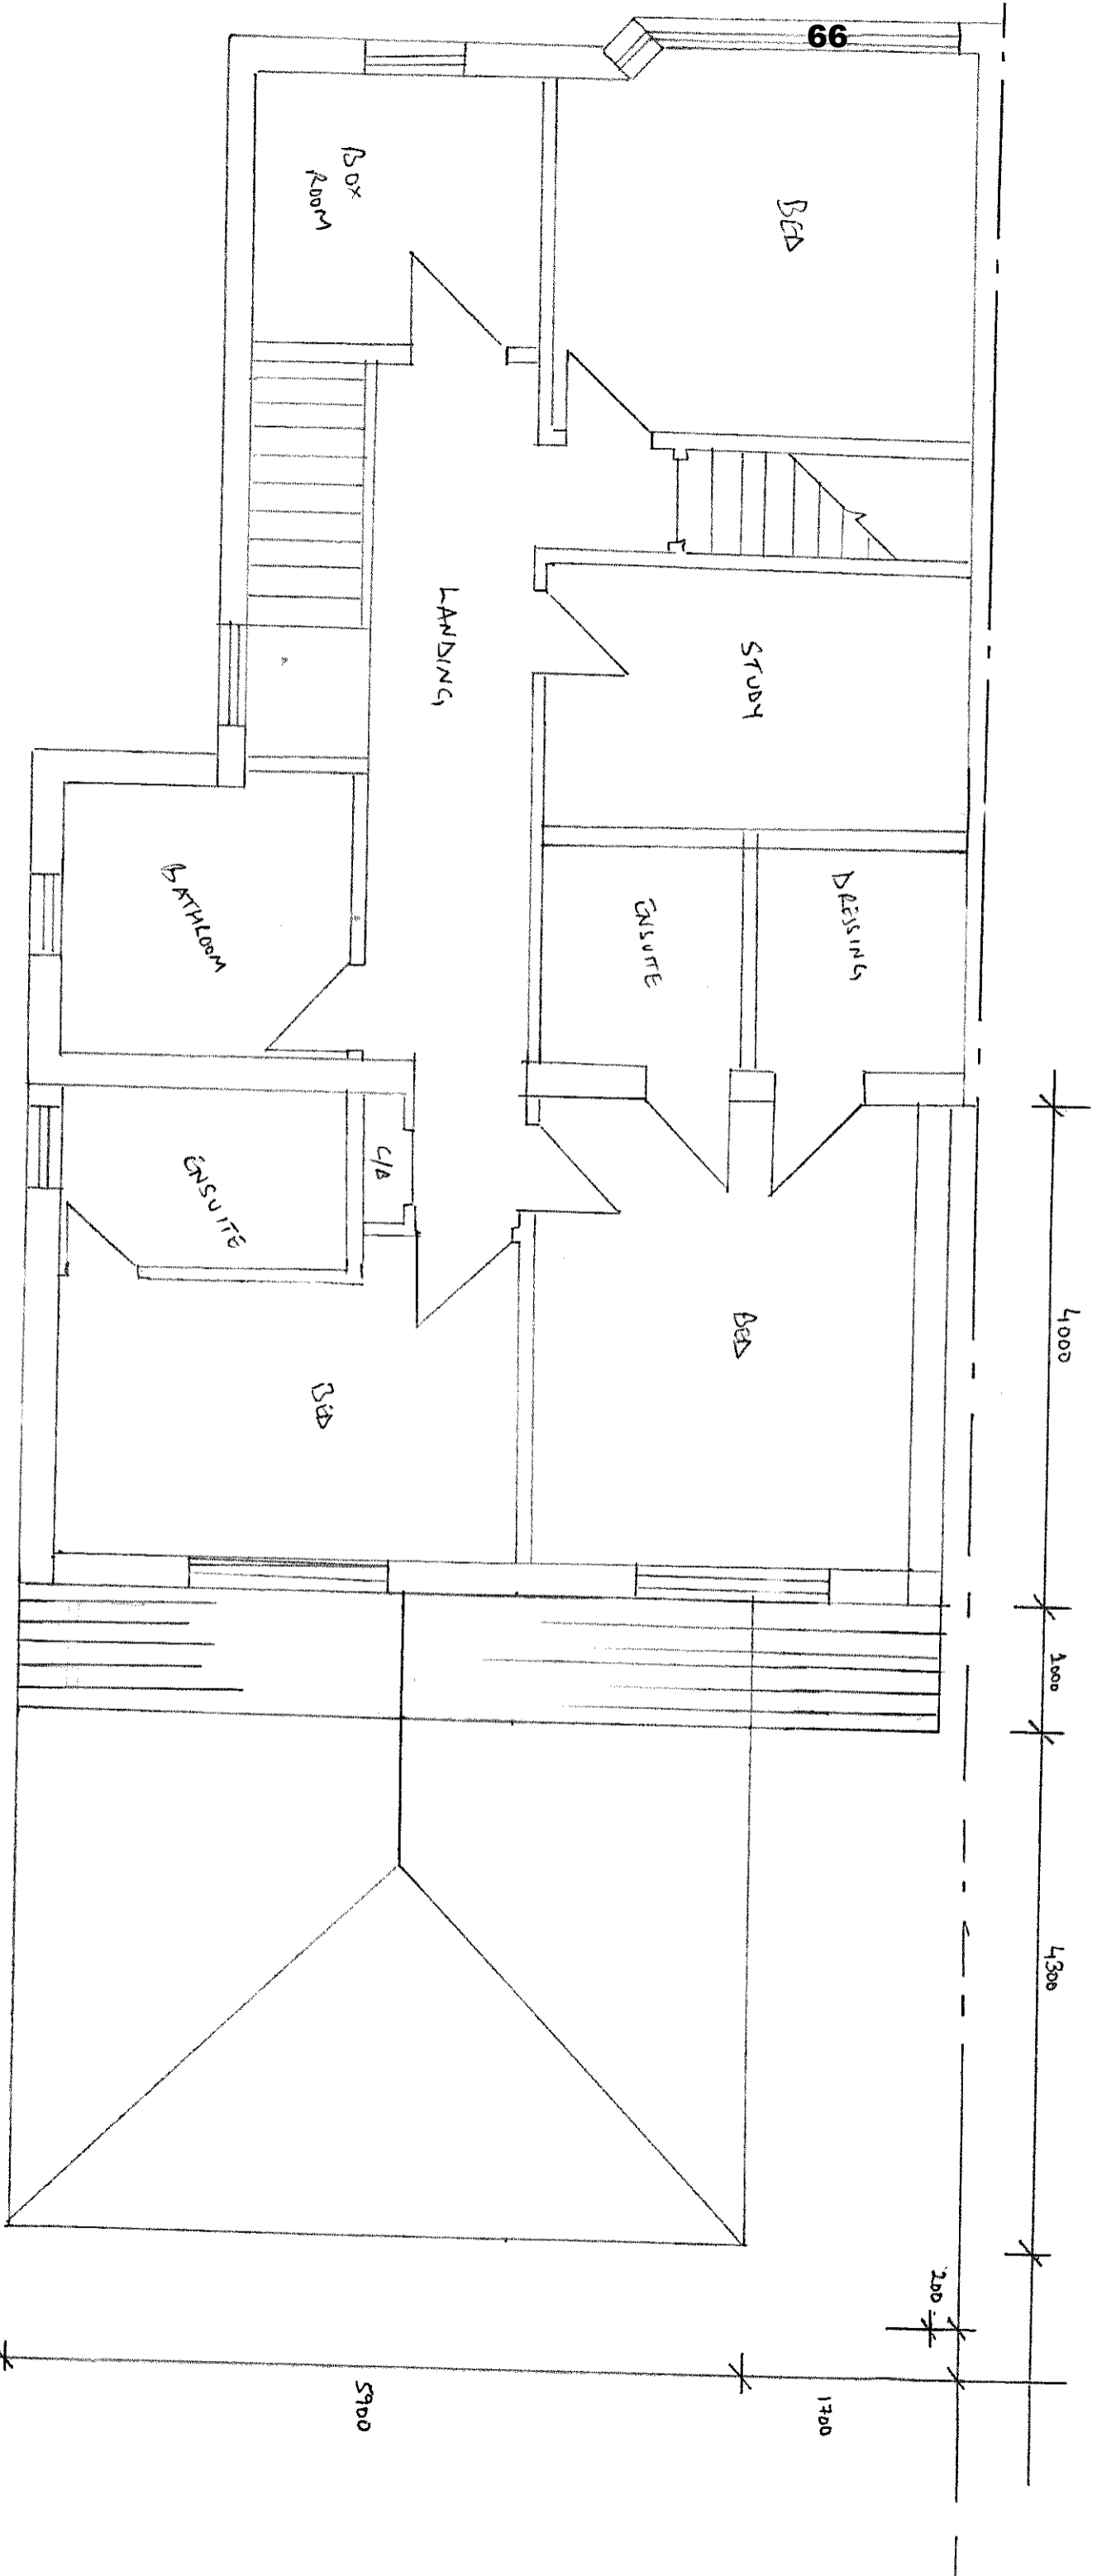 66
BED
BOX
ROOM
LANDING
STUDY
BATHROOM
ENSUITE
DRESSING
ENSUITE
C/B
BED
BED
4000
1000
4300
200
1700
5900